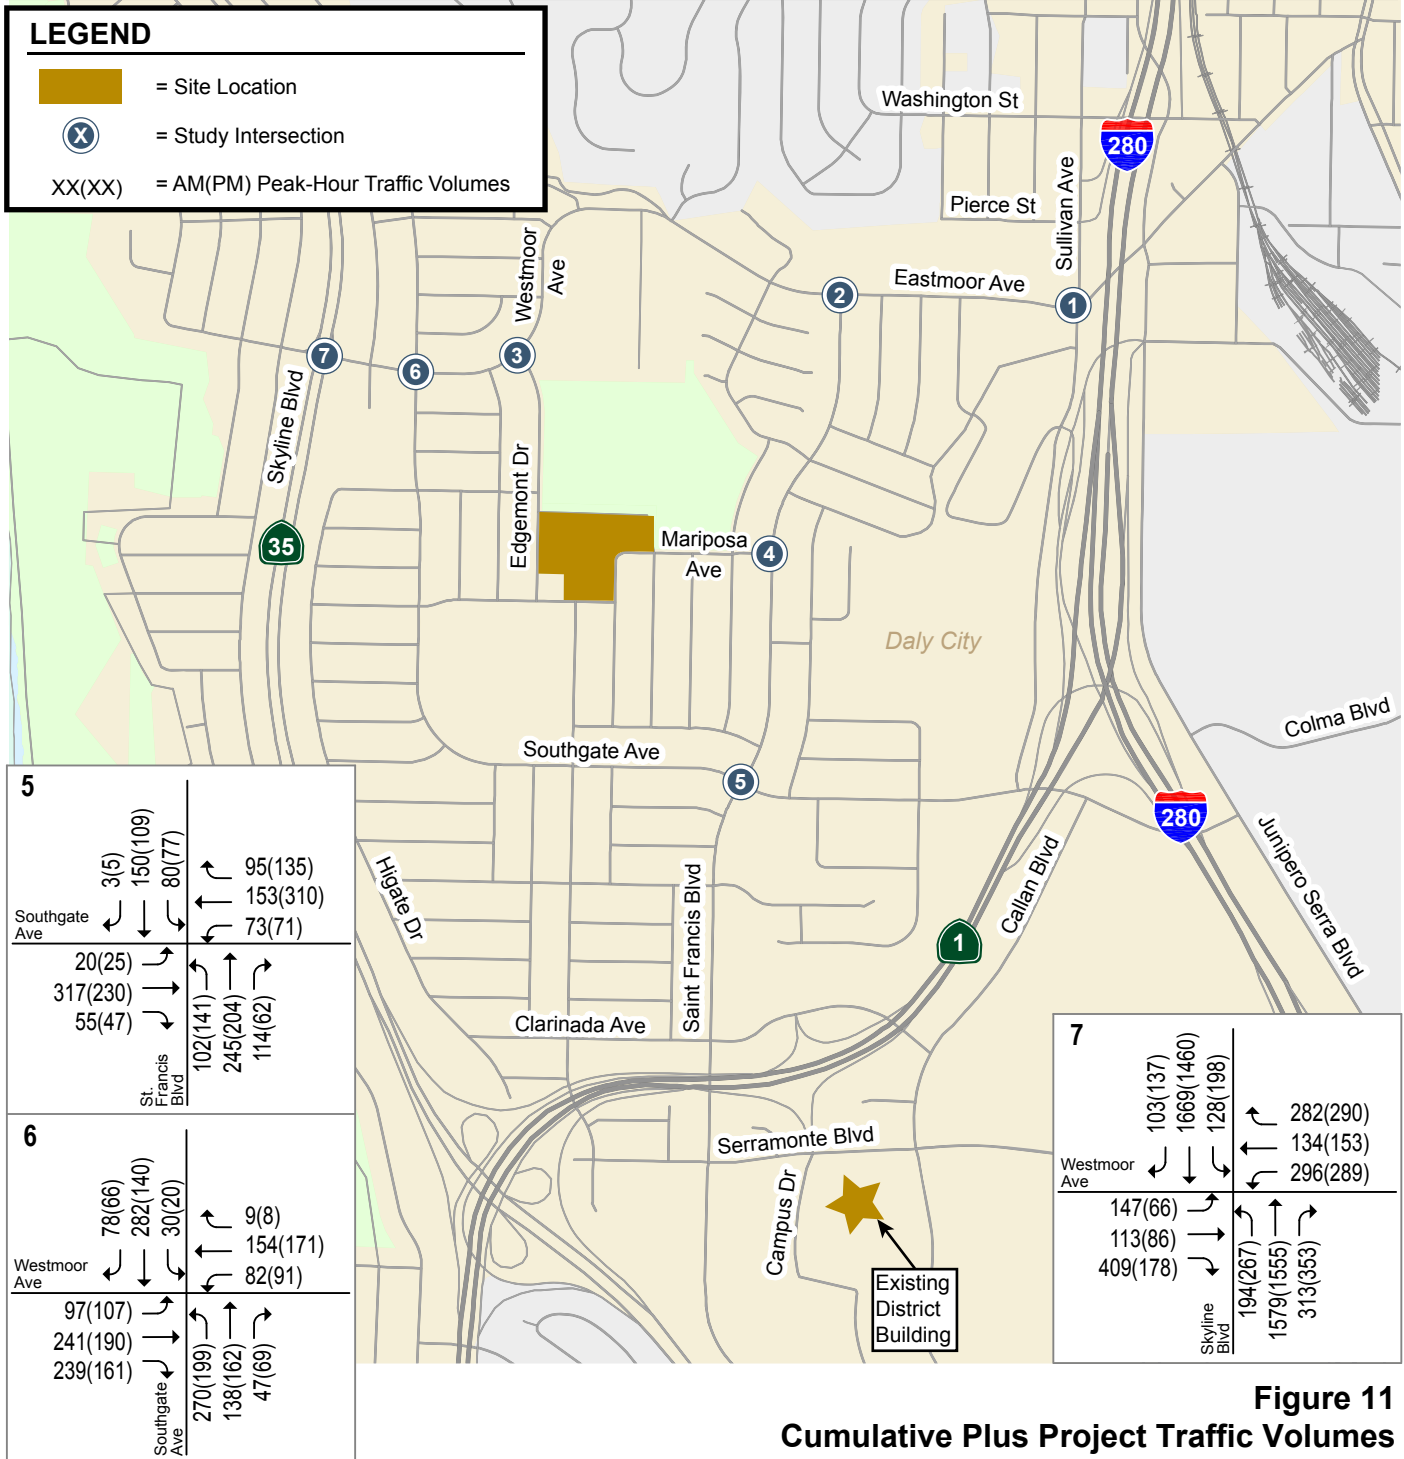 LEGEND
= Site Location
X
= Study Intersection
XX(XX)
= AM(PM) Peak-Hour Traffic Volumes
Washington St
280
Pierce St
Sullivan Ave
Westmoor
Ave
Eastmoor Ave
2
1
7
6
3
Skyline Blvd
Edgemont Dr
35
Mariposa
Ave
4
Daly City
Colma Blvd
Southgate Ave
5
280
Junipero Serra Blvd
Higate Dr
Saint Francis Blvd
Callan Blvd
1
Clarinada Ave
Serramonte Blvd
Campus Dr
Existing
District
Building
5
3(5)
150(109)
80(77)
95(135)
153(310)
73(71)
Southgate
Ave
20(25)
317(230)
55(47)
102(141)
245(204)
114(62)
St.
Francis
Blvd
6
78(66)
282(140)
30(20)
9(8)
154(171)
82(91)
Westmoor
Ave
97(107)
241(190)
239(161)
270(199)
138(162)
47(69)
Southgate
Ave
7
103(137)
1669(1460)
128(198)
282(290)
134(153)
296(289)
Westmoor
Ave
147(66)
113(86)
409(178)
194(267)
1579(1555)
313(353)
Skyline
Blvd
Figure 11
Cumulative Plus Project Traffic Volumes